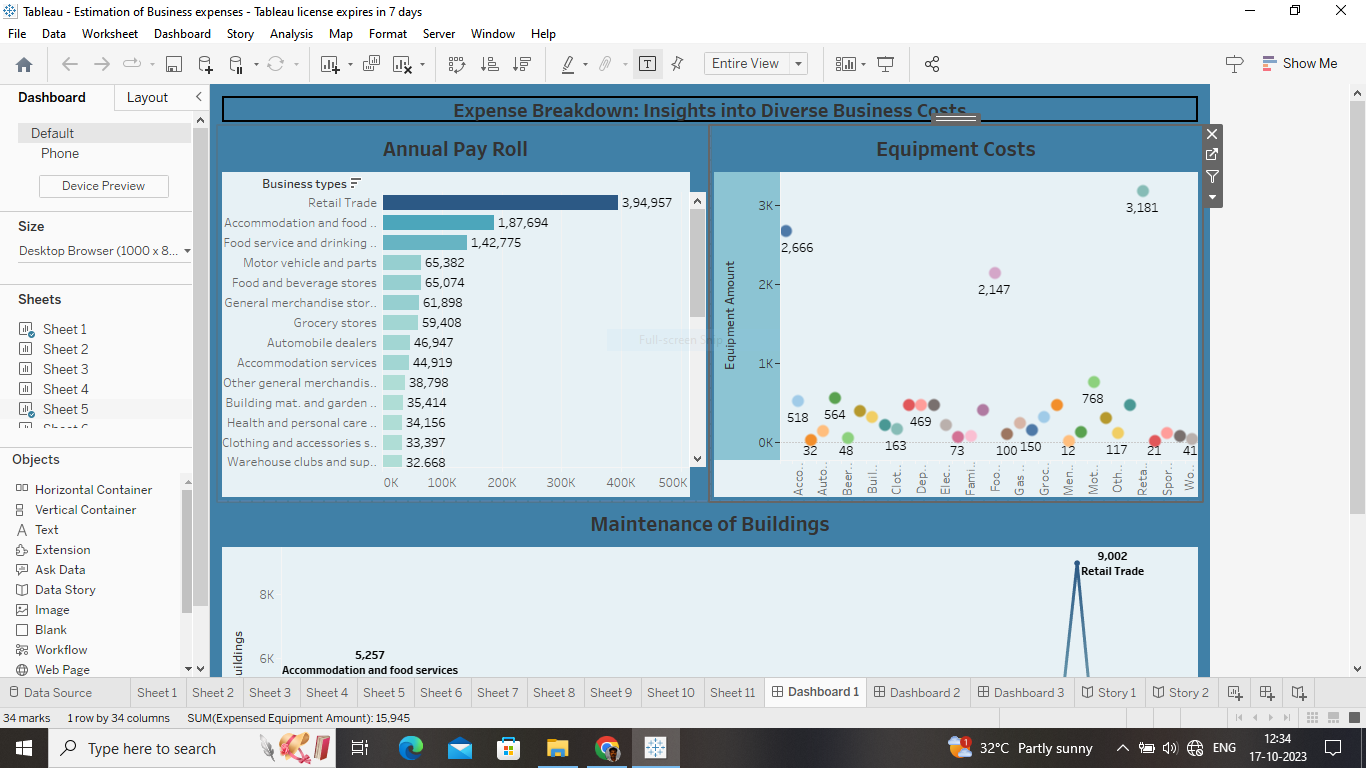 Tableau - Estimation of Business expenses - Tableau license expires in 7 days
File Data Worksheet Dashboard Story Analysis Map Format Server Window Help
Entire View
Show Me
Dashboard Layout
Default
Phone
Device Preview
Size
Desktop Browser (1000 x 8...
Sheets
Sheet 1
Sheet 2
Sheet 3
Sheet 4
Sheet 5
Objects
Horizontal Container
Vertical Container
Text
Extension
Ask Data
Data Story
Image
Blank
Workflow
Web Page
Expense Breakdown: Insights into Diverse Business Costs
Annual Pay Roll
Business types
Retail Trade 3,94,957
Accommodation and food .. 1,87,694
Food service and drinking .. 1,42,775
Motor vehicle and parts 65,382
Food and beverage stores 65,074
General merchandise stor.. 61,898
Grocery stores 59,408
Automobile dealers 46,947
Accommodation services 44,919
Other general merchandis.. 38,798
Building mat. and garden .. 35,414
Health and personal care .. 34,156
Clothing and accessories s.. 33,397
Warehouse clubs and sup.. 32,668
0K 100K 200K 300K 400K 500K
Full-screen Snip
Equipment Costs
Equipment Amount
3K
2K
1K
0K
3,181
2,666
2,147
768
518 564 469
163
32 48 73 100 150 12 117 21 41
Acco.. Auto.. Beer.. Buil.. Clot.. Dep.. Elec.. Fami.. Foo.. Gas .. Groc.. Men.. Mot.. Oth.. Reta.. Spor.. Wo..
Maintenance of Buildings
9,002
Retail Trade
8K
6K
5,257
Accommodation and food services
Data Source Sheet 1 Sheet 2 Sheet 3 Sheet 4 Sheet 5 Sheet 6 Sheet 7 Sheet 8 Sheet 9 Sheet 10 Sheet 11 Dashboard 1 Dashboard 2 Dashboard 3 Story 1 Story 2
34 marks 1 row by 34 columns SUM(Expensed Equipment Amount): 15,945
Type here to search
1
32°C Partly sunny
ENG
12:34
17-10-2023